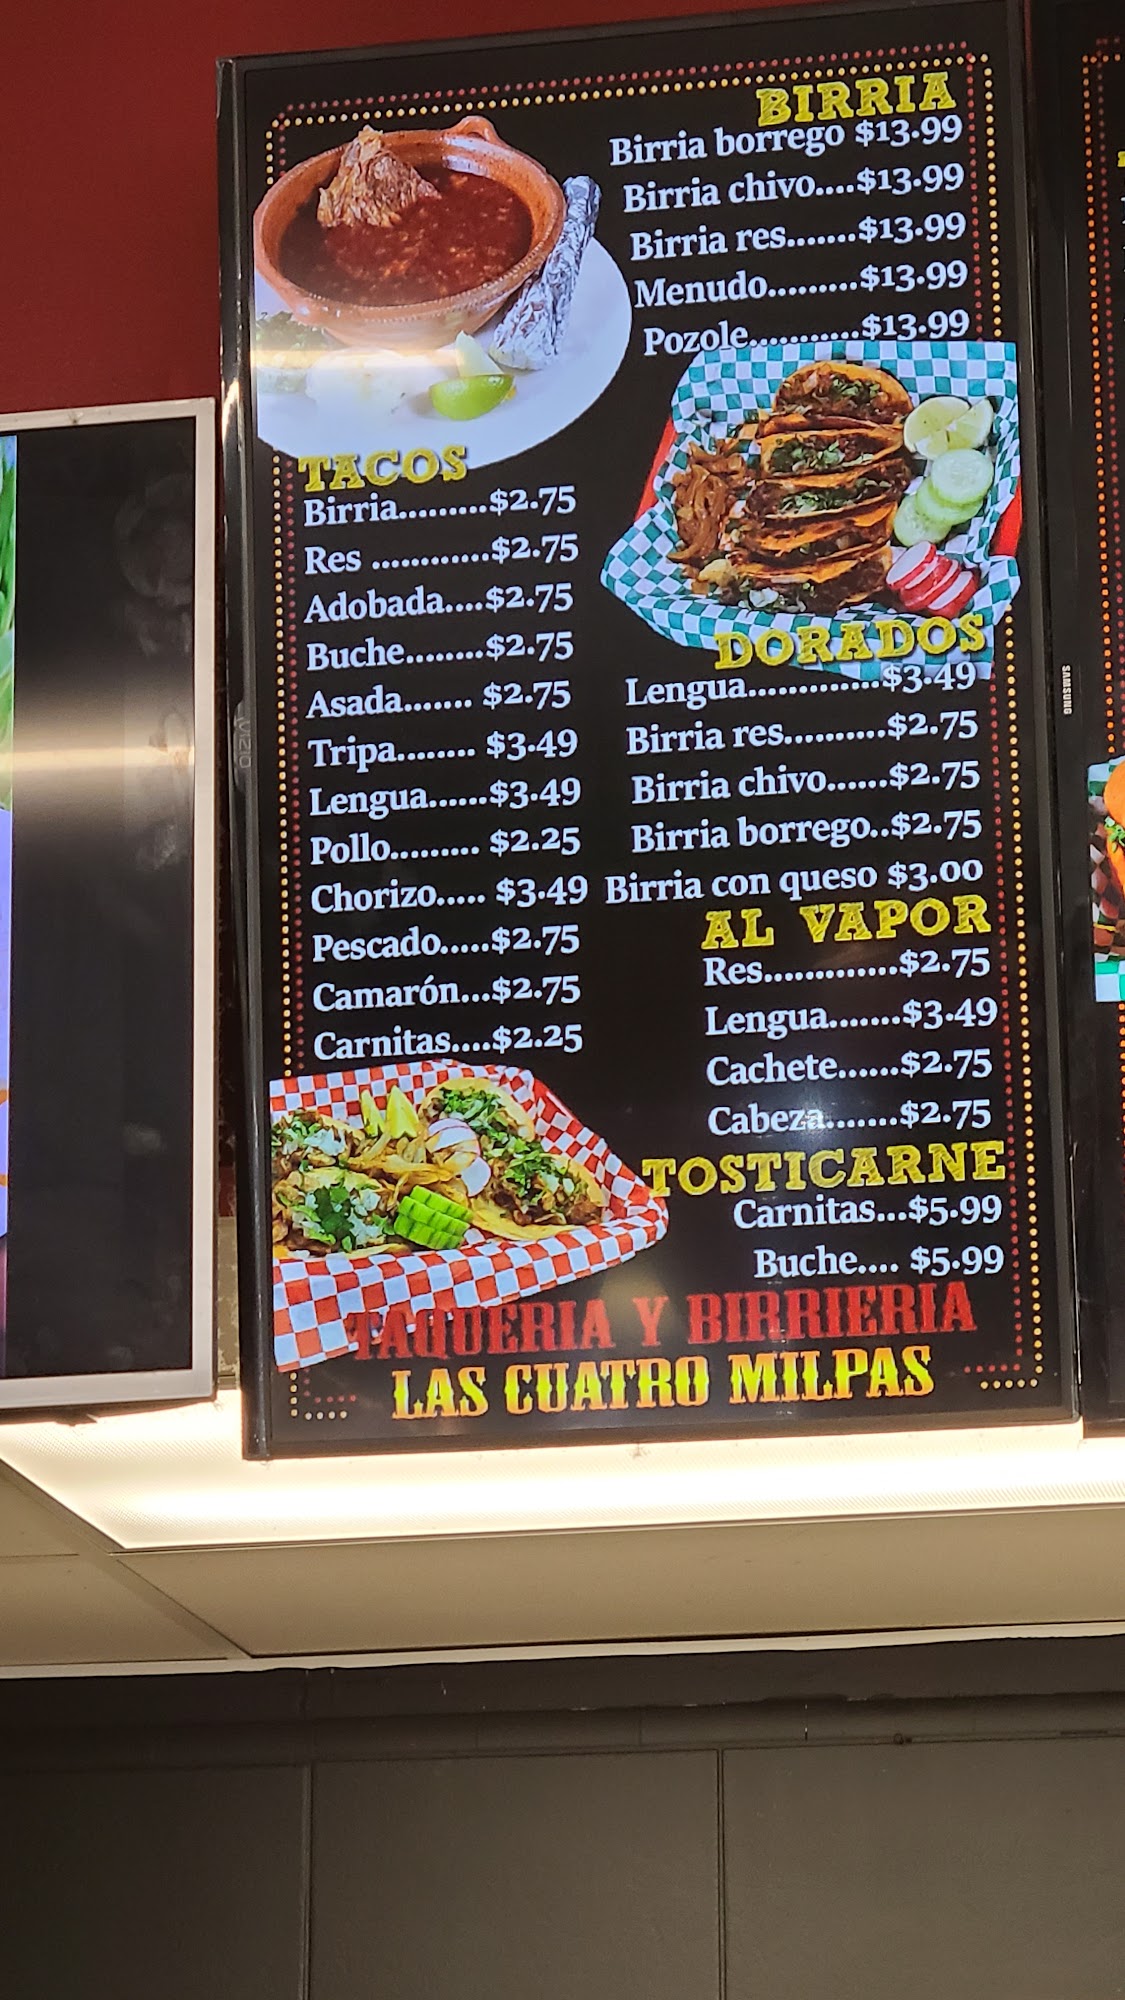 BIRRIA
Birria borrego $13.99
Birria chivo....$13.99
Birria res.......$13.99
Menudo.........$13.99
Pozole...........$13.99
TACOS
Birria.........$2.75
Res ............$2.75
Adobada....$2.75
Buche........$2.75
Asada....... $2.75
Tripa........ $3.49
Lengua......$3.49
Pollo......... $2.25
Chorizo..... $3.49
Pescado.....$2.75
Camarón...$2.75
Carnitas....$2.25
DORADOS
Lengua.............$3.49
Birria res..........$2.75
Birria chivo......$2.75
Birria borrego..$2.75
Birria con queso $3.00
AL VAPOR
Res.............$2.75
Lengua.......$3.49
Cachete......$2.75
Cabeza.......$2.75
TOSTICARNE
Carnitas...$5.99
Buche.... $5.99
TAQUERIA Y BIRRIERIA
LAS CUATRO MILPAS
VIZIO
SAMSUNG